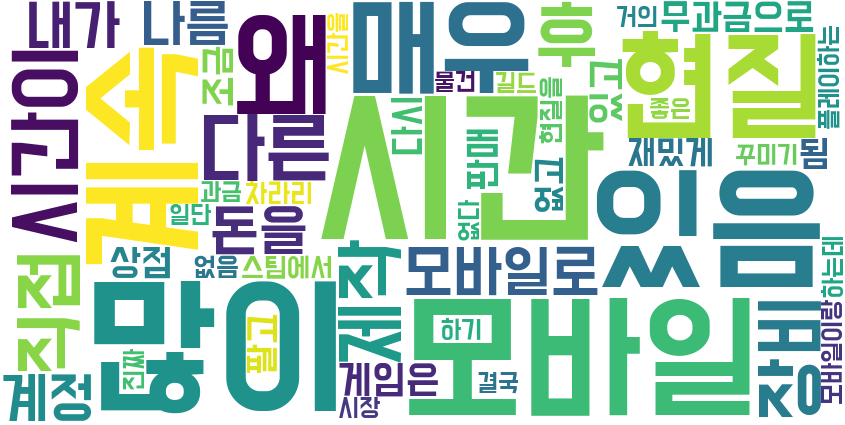 내가
나름
왜
매우
후
거의
무과금으로
시간이
계속
조금
시간을
물건
길드
현질을
있고
현질
좋은
플레이하는
다른
시간
다시
판매
없고
재밌게
꾸미기
됨
과금
차라리
일단
돈을
없다
있음
직접
상점
없음
스팀에서
제작
모바일로
하는데
많이
진짜
팔고
하기
모바일
장비
모바일이랑
계정
게임은
시장
결국